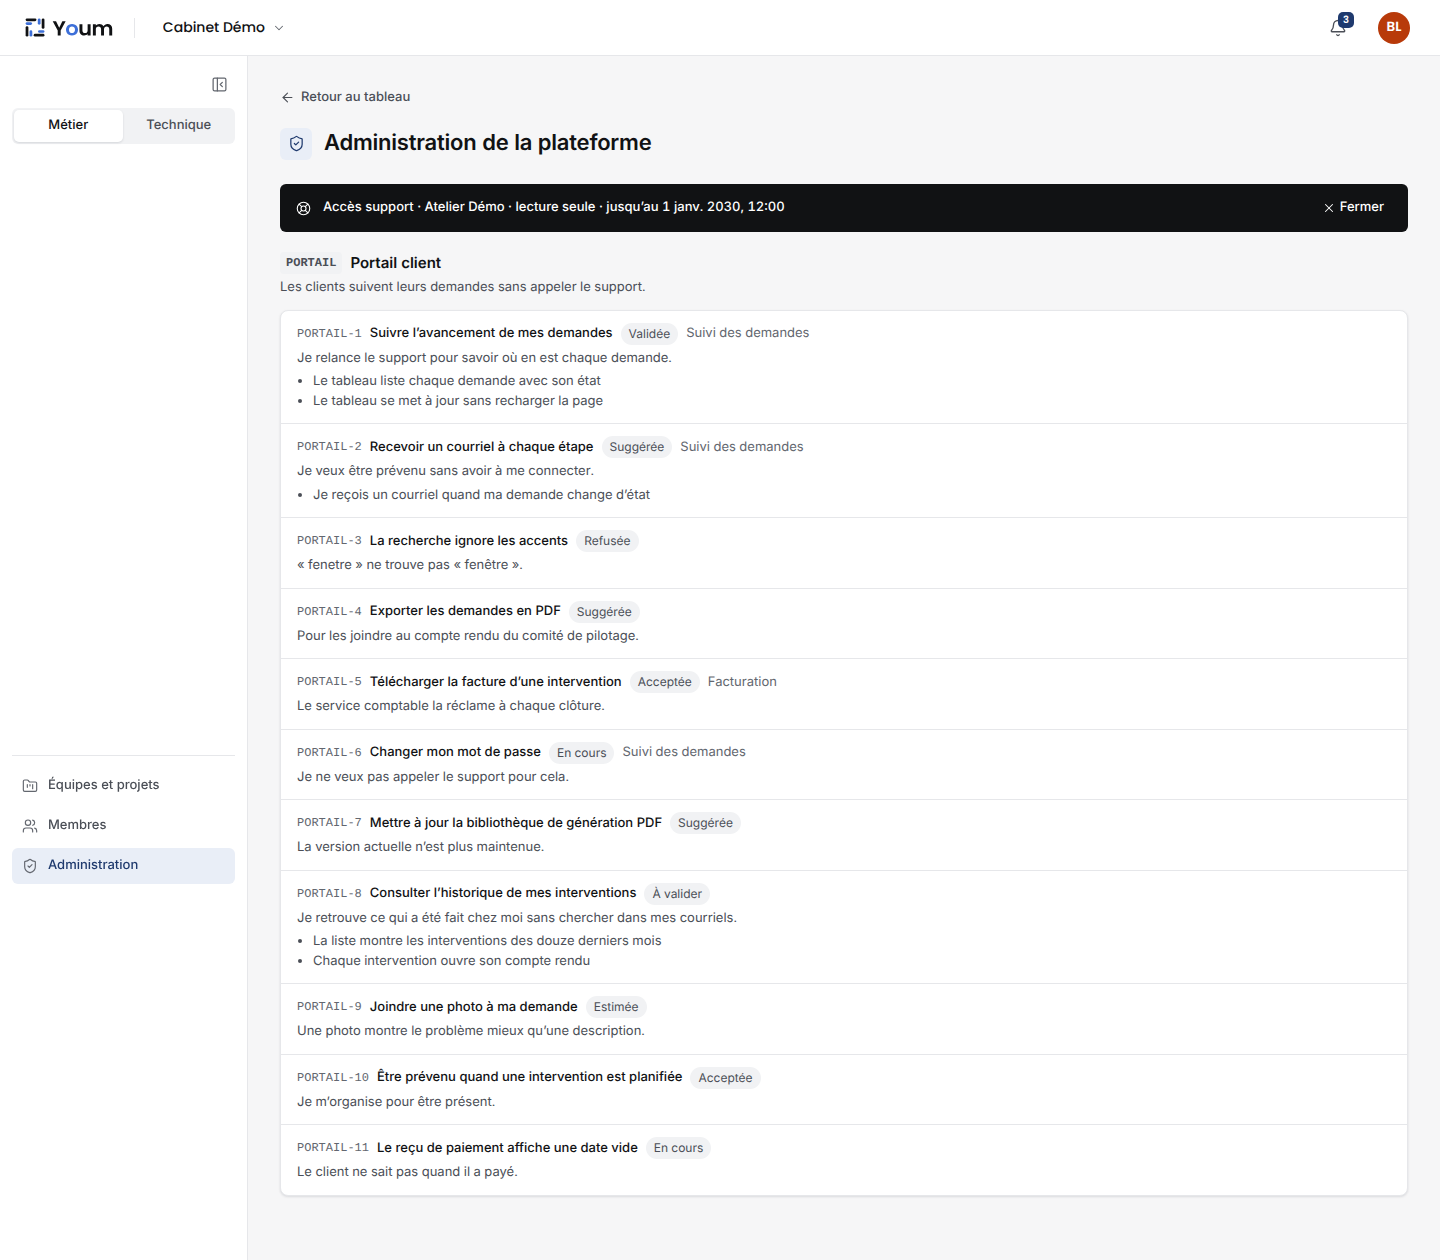 Youm
Cabinet Démo
3
BL
Métier
Technique
Équipes et projets
Membres
Administration
Retour au tableau
Administration de la plateforme
Accès support · Atelier Démo · lecture seule · jusqu’au 1 janv. 2030, 12:00
Fermer
PORTAIL Portail client
Les clients suivent leurs demandes sans appeler le support.
PORTAIL-1 Suivre l’avancement de mes demandes Validée Suivi des demandes
Je relance le support pour savoir où en est chaque demande.
• Le tableau liste chaque demande avec son état
• Le tableau se met à jour sans recharger la page
PORTAIL-2 Recevoir un courriel à chaque étape Suggérée Suivi des demandes
Je veux être prévenu sans avoir à me connecter.
• Je reçois un courriel quand ma demande change d’état
PORTAIL-3 La recherche ignore les accents Refusée
« fenetre » ne trouve pas « fenêtre ».
PORTAIL-4 Exporter les demandes en PDF Suggérée
Pour les joindre au compte rendu du comité de pilotage.
PORTAIL-5 Télécharger la facture d’une intervention Acceptée Facturation
Le service comptable la réclame à chaque clôture.
PORTAIL-6 Changer mon mot de passe En cours Suivi des demandes
Je ne veux pas appeler le support pour cela.
PORTAIL-7 Mettre à jour la bibliothèque de génération PDF Suggérée
La version actuelle n’est plus maintenue.
PORTAIL-8 Consulter l’historique de mes interventions À valider
Je retrouve ce qui a été fait chez moi sans chercher dans mes courriels.
• La liste montre les interventions des douze derniers mois
• Chaque intervention ouvre son compte rendu
PORTAIL-9 Joindre une photo à ma demande Estimée
Une photo montre le problème mieux qu’une description.
PORTAIL-10 Être prévenu quand une intervention est planifiée Acceptée
Je m’organise pour être présent.
PORTAIL-11 Le reçu de paiement affiche une date vide En cours
Le client ne sait pas quand il a payé.